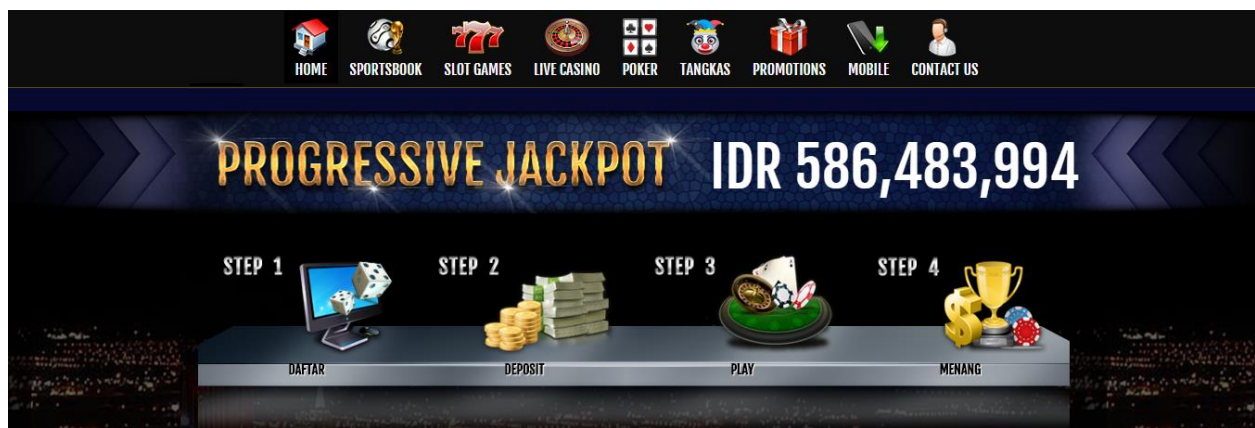 HOME SPORTSBOOK SLOT GAMES LIVE CASINO POKER TANGKAS PROMOTIONS MOBILE CONTACT US
PROGRESSIVE JACKPOT IDR 586,483,994
STEP 1 STEP 2 STEP 3 STEP 4
DAFTAR DEPOSIT PLAY MENANG